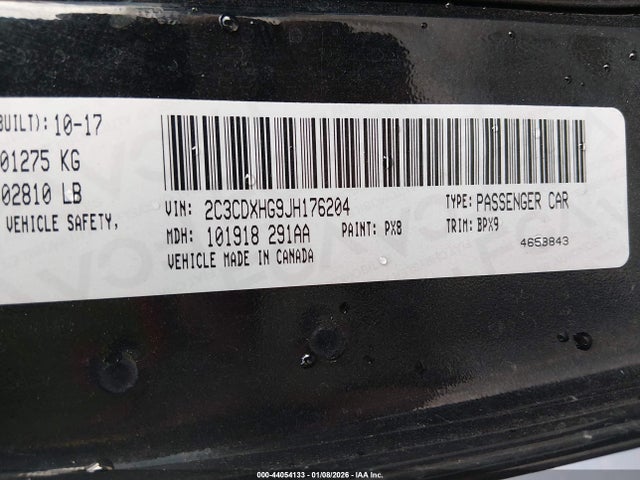 BUILT): 10-17
01275 KG
02810 LB
VEHICLE SAFETY,
VIN: 2C3CDXHG9JH176204 TYPE: PASSENGER CAR
MDH: 101918 291AA PAINT: PX8 TRIM: BPX9
VEHICLE MADE IN CANADA 4653843
000-44054133 - 01/08/2026 - IAA Inc.